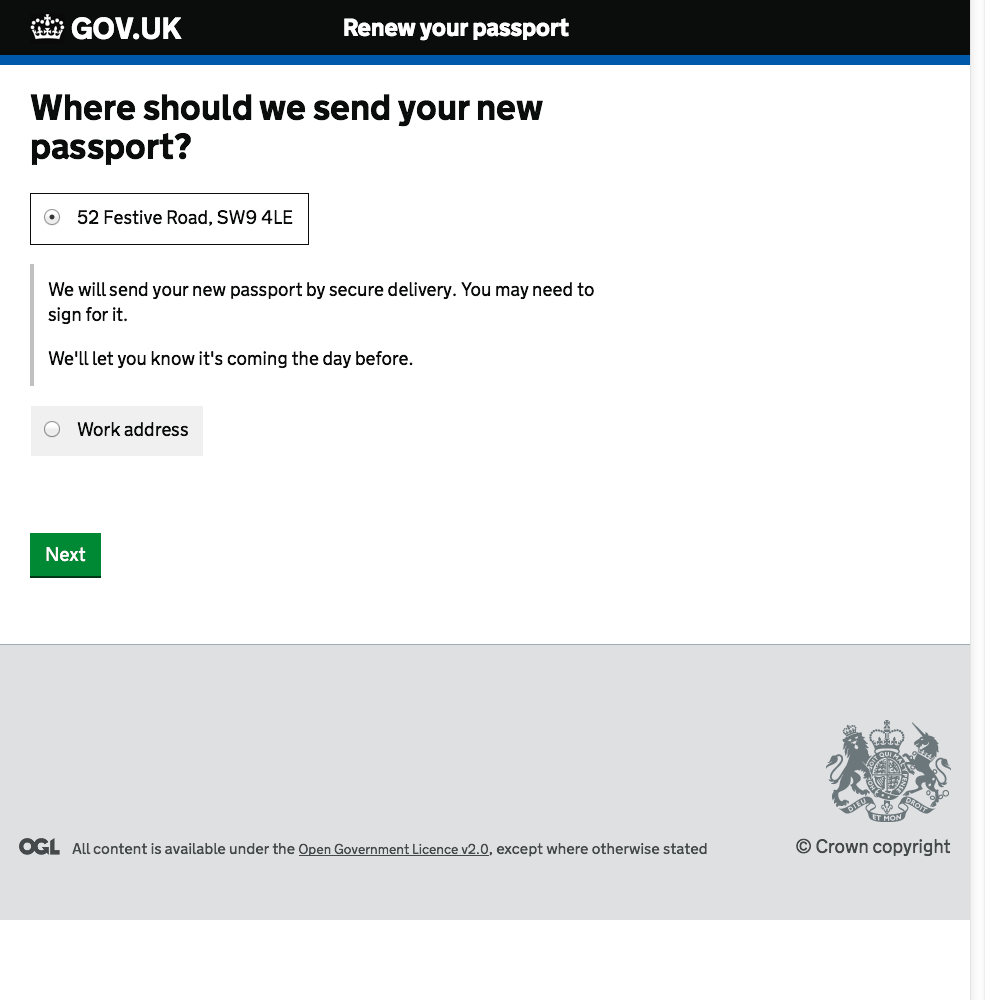 GOV.UK Renew your passport
Where should we send your new
passport?
52 Festive Road, SW9 4LE
We will send your new passport by secure delivery. You may need to
sign for it.
We'll let you know it's coming the day before.
Work address
Next
DIEU ET MON DROIT
OGL All content is available under the Open Government Licence v2.0, except where otherwise stated
© Crown copyright